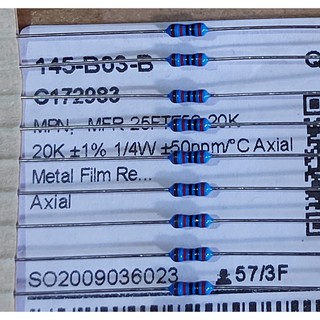 145-B03-B
Q
C172983
MPN: MFR-25FTE52-20K
20K ±1% 1/4W ±50ppm/°C Axial
Metal Film Re...
Axial
SO2009036023 57/3F